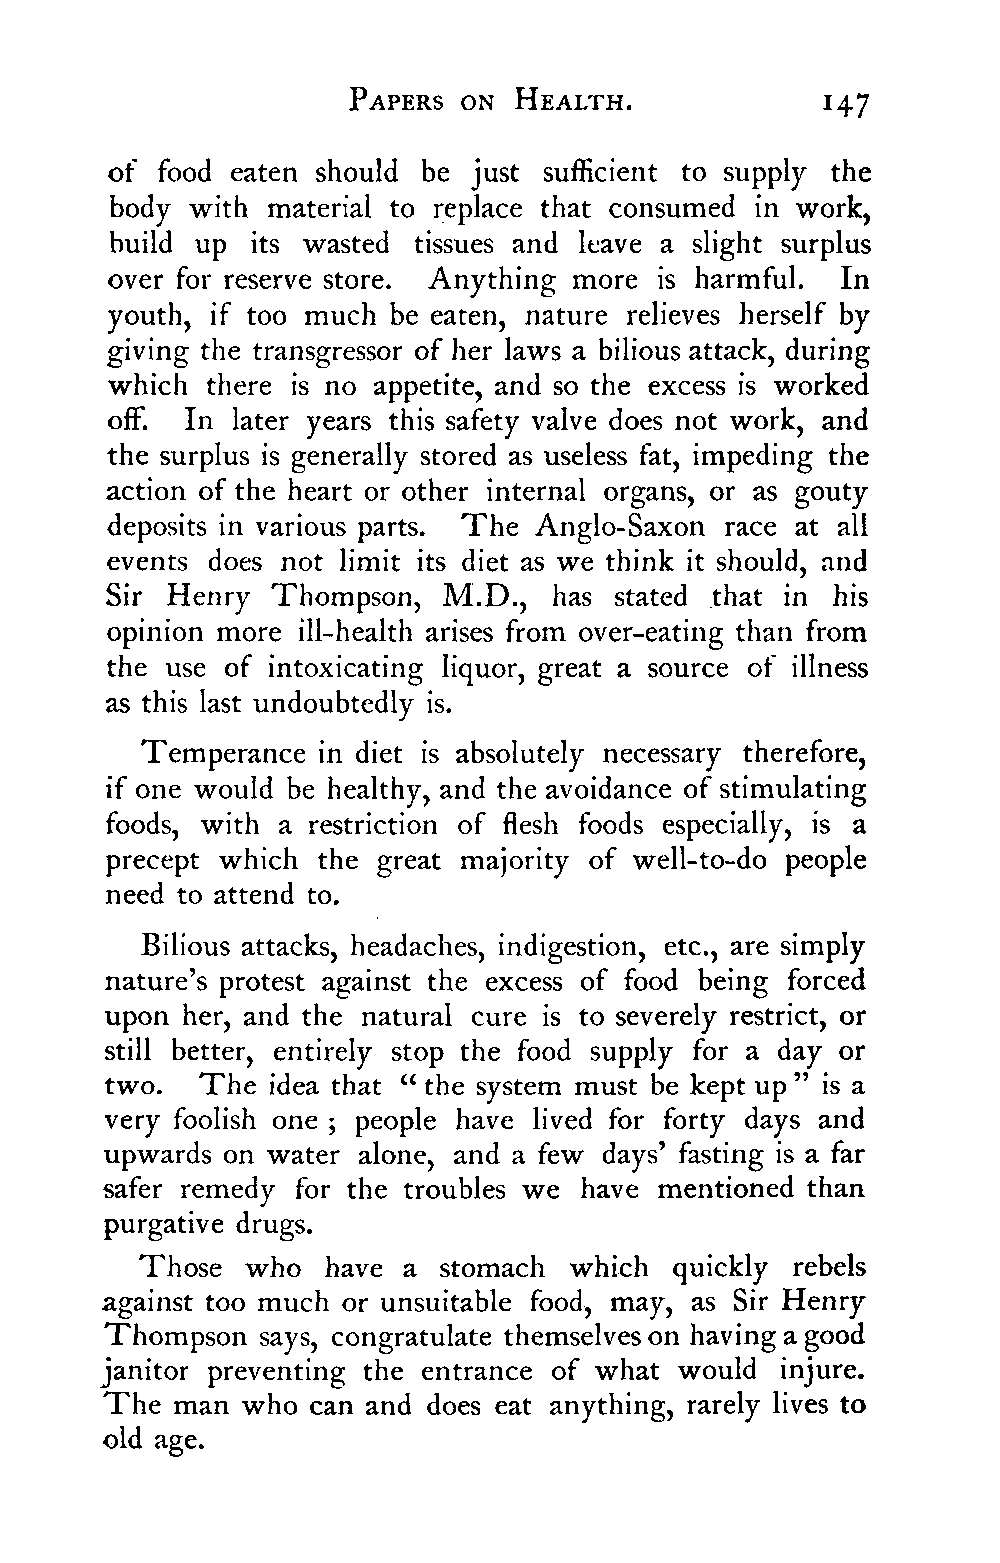 Papers on Health. 147
of food eaten should be just sufficient to supply the
body with material to replace that consumed in work,
build up its wasted tissues and leave a slight surplus
over for reserve store. Anything more is harmful. In
youth, if too much be eaten, nature relieves herself by
giving the transgressor of her laws a bilious attack, during
which there is no appetite, and so the excess is worked
off. In later years this safety valve does not work, and
the surplus is generally stored as useless fat, impeding the
action of the heart or other internal organs, or as gouty
deposits in various parts. The Anglo-Saxon race at all
events does not limit its diet as we think it should, and
Sir Henry Thompson, M.D., has stated that in his
opinion more ill-health arises from over-eating than from
the use of intoxicating liquor, great a source of illness
as this last undoubtedly is.
Temperance in diet is absolutely necessary therefore,
if one would be healthy, and the avoidance of stimulating
foods, with a restriction of flesh foods especially, is a
precept which the great majority of well-to-do people
need to attend to.
Bilious attacks, headaches, indigestion, etc., are simply
nature's protest against the excess of food being forced
upon her, and the natural cure is to severely restrict, or
still better, entirely stop the food supply for a day or
two. The idea that “ the system must be kept up ” is a
very foolish one ; people have lived for forty days and
upwards on water alone, and a few days' fasting is a far
safer remedy for the troubles we have mentioned than
purgative drugs.
Those who have a stomach which quickly rebels
against too much or unsuitable food, may, as Sir Henry
Thompson says, congratulate themselves on having a good
janitor preventing the entrance of what would injure.
The man who can and does eat anything, rarely lives to
old age.